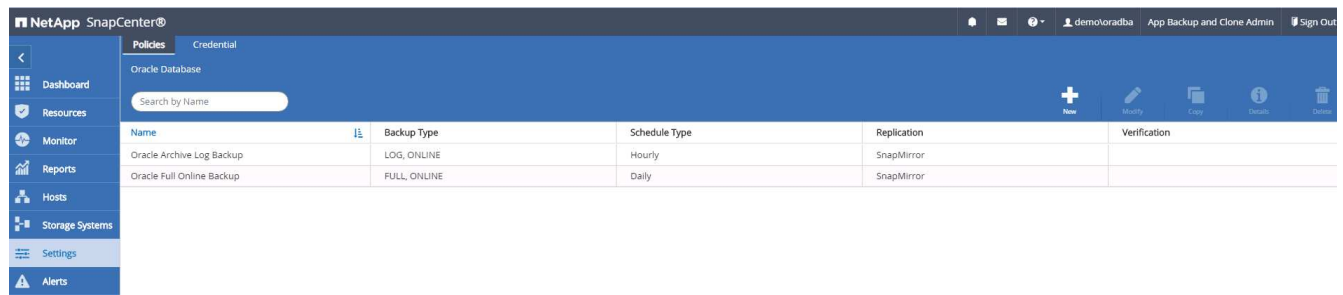 NetApp SnapCenter®
demo\oradba App Backup and Clone Admin Sign Out
Policies Credential
Oracle Database
Search by Name
New Modify Copy Details Delete
Dashboard
Resources
Monitor
Reports
Hosts
Storage Systems
Settings
Alerts
Name Backup Type Schedule Type Replication Verification
Oracle Archive Log Backup LOG, ONLINE Hourly SnapMirror
Oracle Full Online Backup FULL, ONLINE Daily SnapMirror